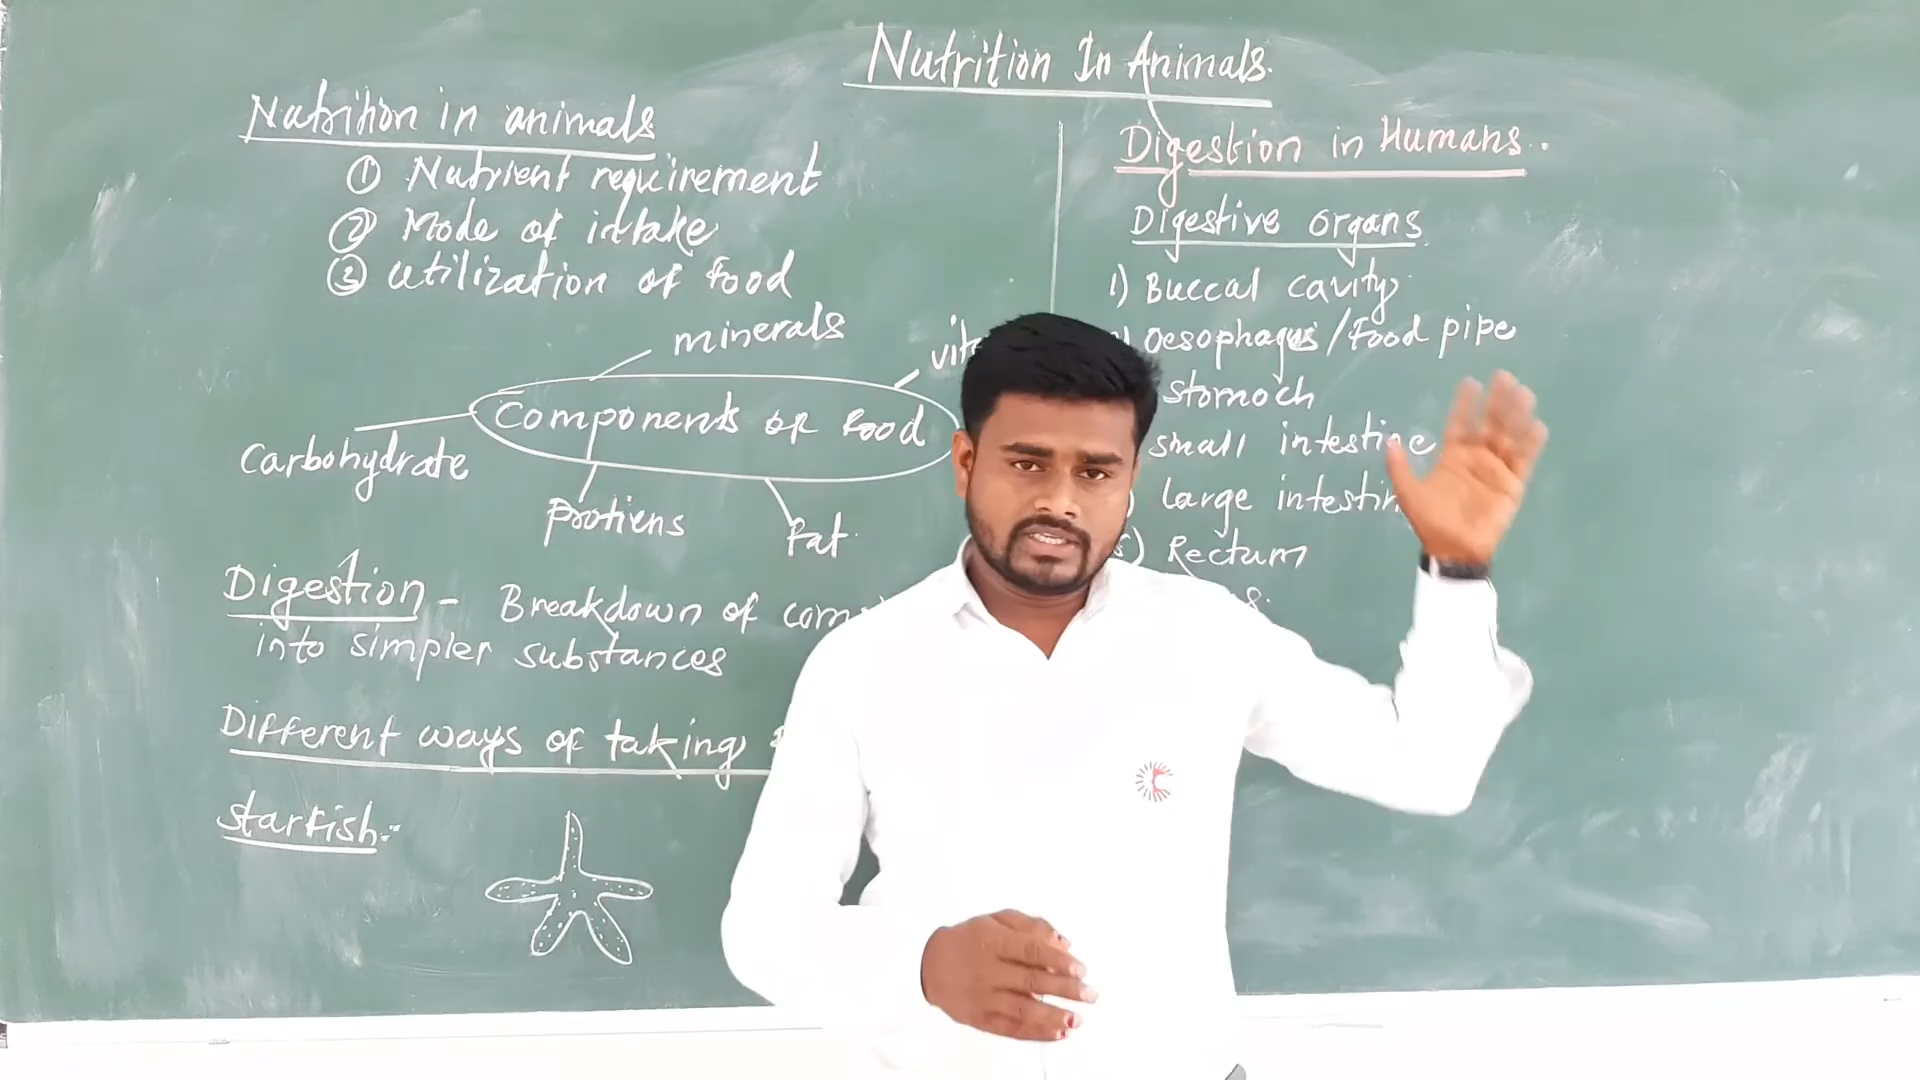 Nutrition In Animals.
Nutrition in animals
① Nutrient requirement
② Mode of intake
③ utilization of Food
minerals
Components of Food
Carbohydrate
Protiens
Fat.
Digestion - Breakdown of
into simpler substances
Different ways of taking
Starfish:-
Digestion in Humans.
Digestive organs
1) Buccal cavity
Oesophagus/Food pipe
stomach
small intestine
large
Rectum